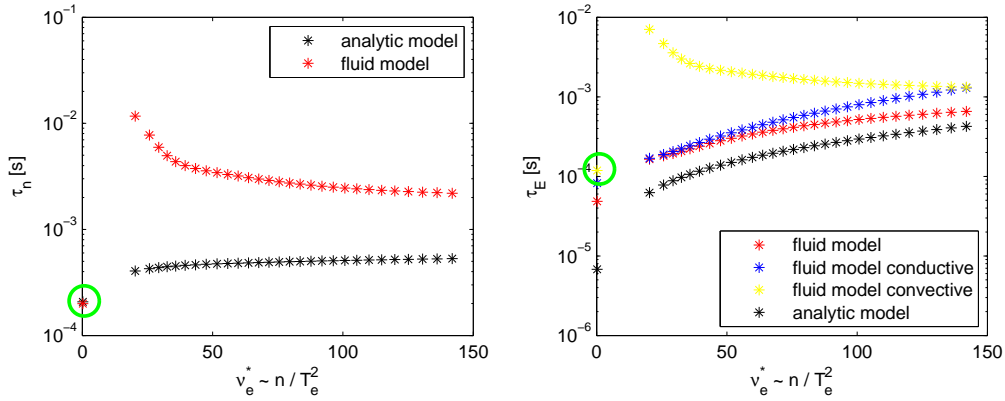 10^-1
10^-2
10^-3
10^-4
τ_n [s]
0
50
100
150
ν_e^* ~ n / T_e^2
analytic model
fluid model
10^-2
10^-3
10^-4
10^-5
10^-6
τ_E [s]
0
50
100
150
ν_e^* ~ n / T_e^2
fluid model
fluid model conductive
fluid model convective
analytic model